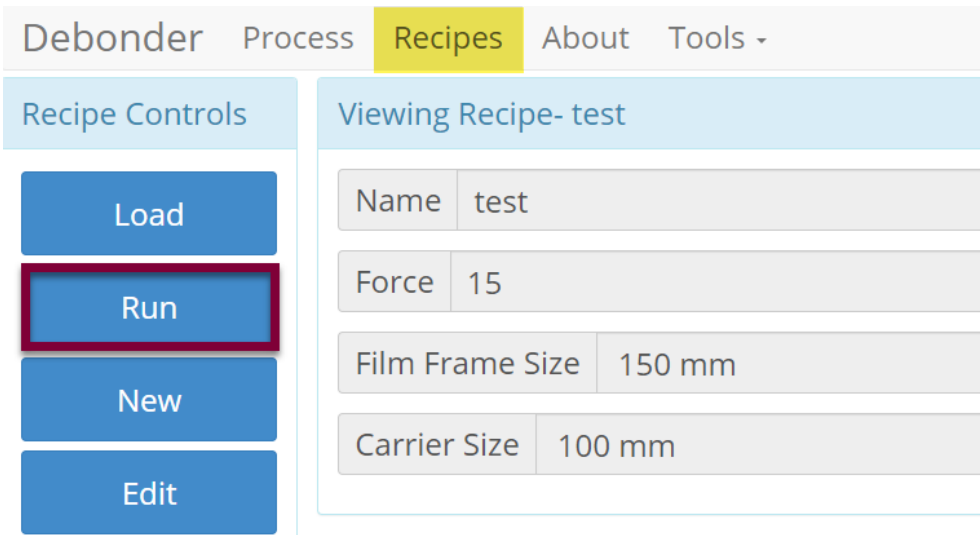 Debonder Process Recipes About Tools
Recipe Controls
Load
Run
New
Edit
Viewing Recipe- test
Name test
Force 15
Film Frame Size 150 mm
Carrier Size 100 mm